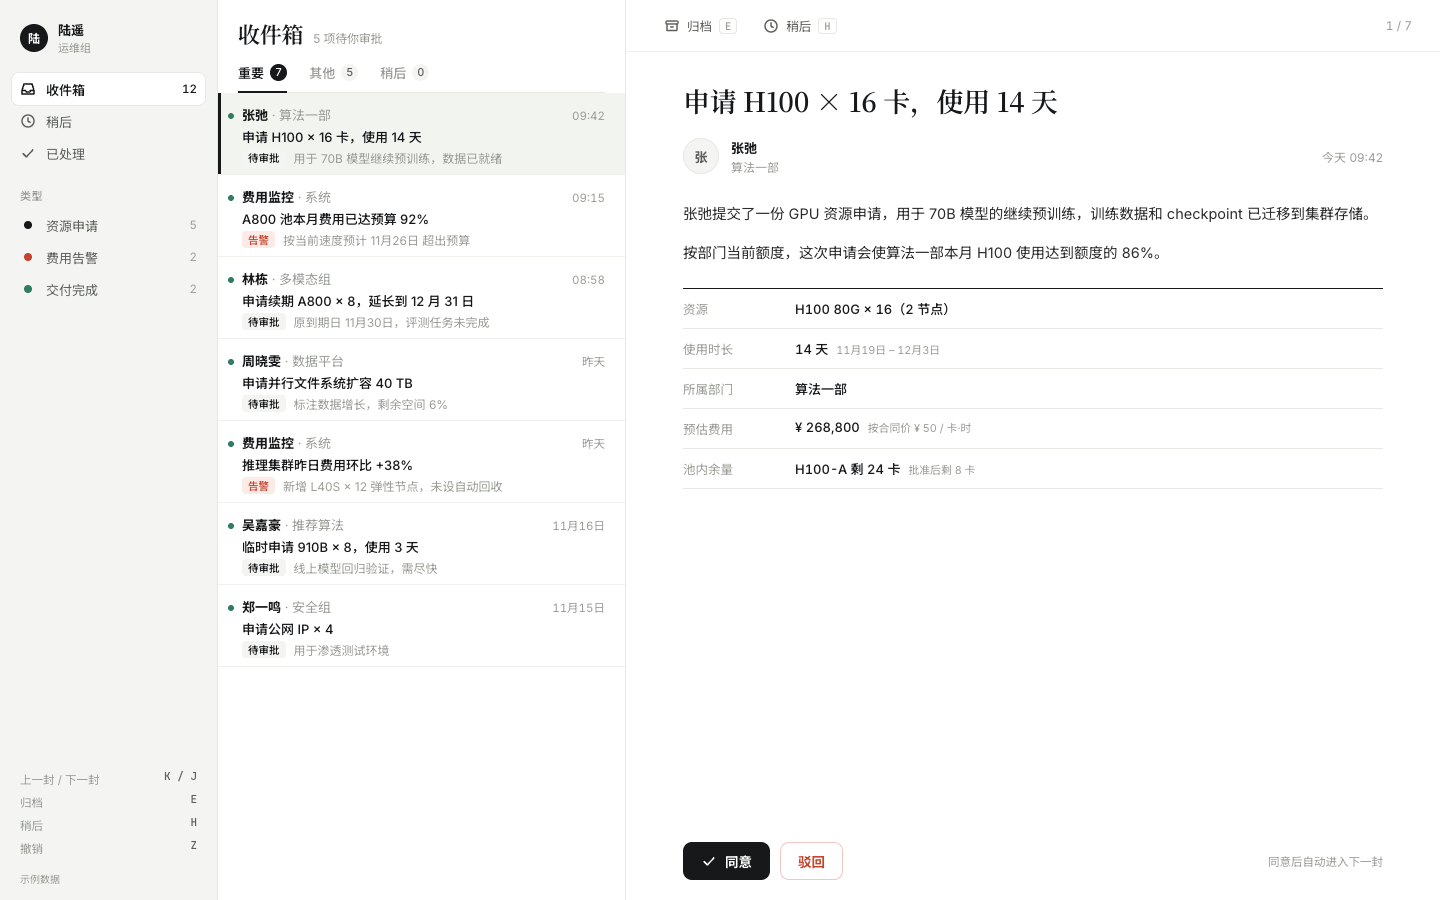 陆
陆遥
运维组
收件箱 12
稍后
已处理
类型
资源申请 5
费用告警 2
交付完成 2
上一封 / 下一封 K / J
归档 E
稍后 H
撤销 Z
示例数据
收件箱 5 项待你审批
重要 7 其他 5 稍后 0
张弛 · 算法一部 09:42
申请 H100 × 16 卡，使用 14 天
待审批 用于 70B 模型继续预训练，数据已就绪
费用监控 · 系统 09:15
A800 池本月费用已达预算 92%
告警 按当前速度预计 11月26日 超出预算
林栋 · 多模态组 08:58
申请续期 A800 × 8，延长到 12 月 31 日
待审批 原到期日 11月30日，评测任务未完成
周晓雯 · 数据平台 昨天
申请并行文件系统扩容 40 TB
待审批 标注数据增长，剩余空间 6%
费用监控 · 系统 昨天
推理集群昨日费用环比 +38%
告警 新增 L40S × 12 弹性节点，未设自动回收
吴嘉豪 · 推荐算法 11月16日
临时申请 910B × 8，使用 3 天
待审批 线上模型回归验证，需尽快
郑一鸣 · 安全组 11月15日
申请公网 IP × 4
待审批 用于渗透测试环境
归档 E 稍后 H 1 / 7
申请 H100 × 16 卡，使用 14 天
张
张弛
算法一部
今天 09:42
张弛提交了一份 GPU 资源申请，用于 70B 模型的继续预训练，训练数据和 checkpoint 已迁移到集群存储。
按部门当前额度，这次申请会使算法一部本月 H100 使用达到额度的 86%。
资源 H100 80G × 16（2 节点）
使用时长 14 天 11月19日 – 12月3日
所属部门 算法一部
预估费用 ¥ 268,800 按合同价 ¥ 50 / 卡·时
池内余量 H100-A 剩 24 卡 批准后剩 8 卡
同意 驳回 同意后自动进入下一封